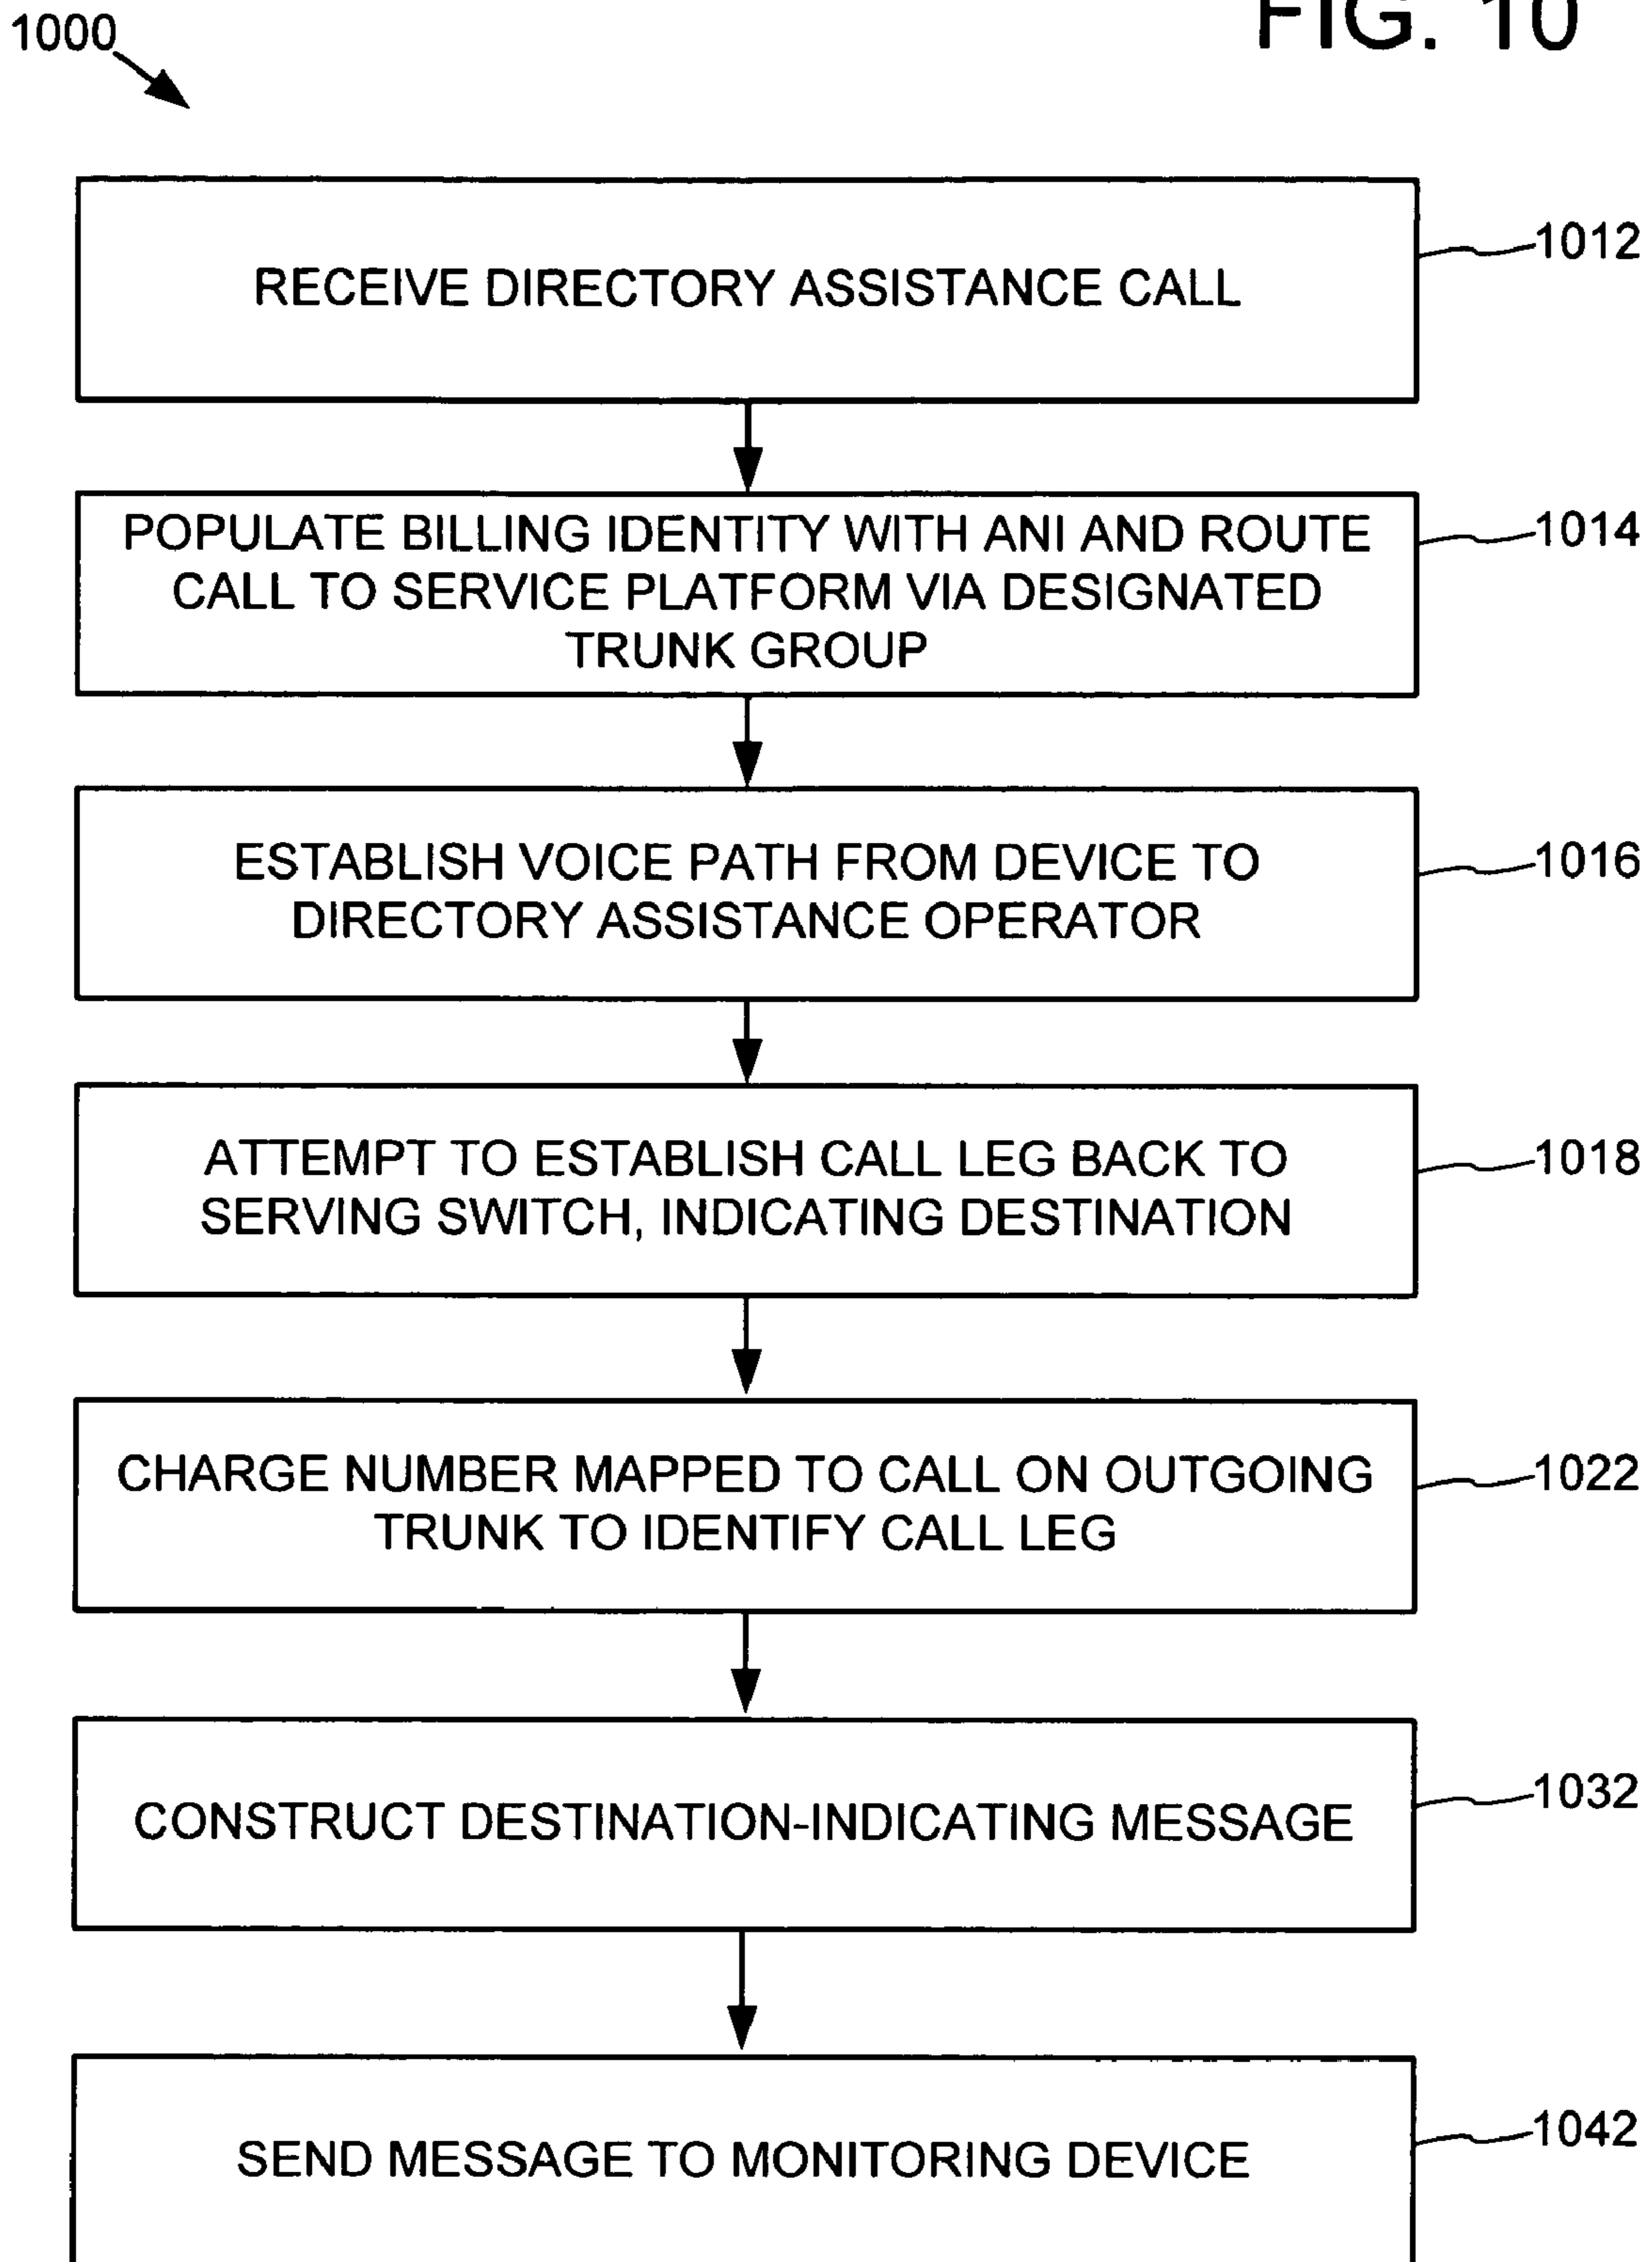 1000
FIG. 10
RECEIVE DIRECTORY ASSISTANCE CALL
1012
POPULATE BILLING IDENTITY WITH ANI AND ROUTE
CALL TO SERVICE PLATFORM VIA DESIGNATED
TRUNK GROUP
1014
ESTABLISH VOICE PATH FROM DEVICE TO
DIRECTORY ASSISTANCE OPERATOR
1016
ATTEMPT TO ESTABLISH CALL LEG BACK TO
SERVING SWITCH, INDICATING DESTINATION
1018
CHARGE NUMBER MAPPED TO CALL ON OUTGOING
TRUNK TO IDENTIFY CALL LEG
1022
CONSTRUCT DESTINATION-INDICATING MESSAGE
1032
SEND MESSAGE TO MONITORING DEVICE
1042